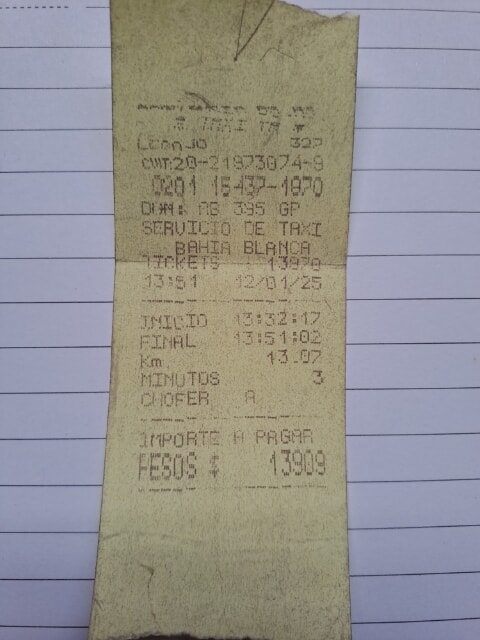 TAXI
327
CUIT:20-21873074-9
0291 15437-1870
DOM: AB 395 GP
SERVICIO DE TAXI
BAHIA BLANCA
TICKETS 13970
13:51 12/01/25
INICIO 13:32:17
FINAL 13:51:02
Km 13.07
MINUTOS 3
CHOFER A
IMPORTE A PAGAR
PESOS $ 13909